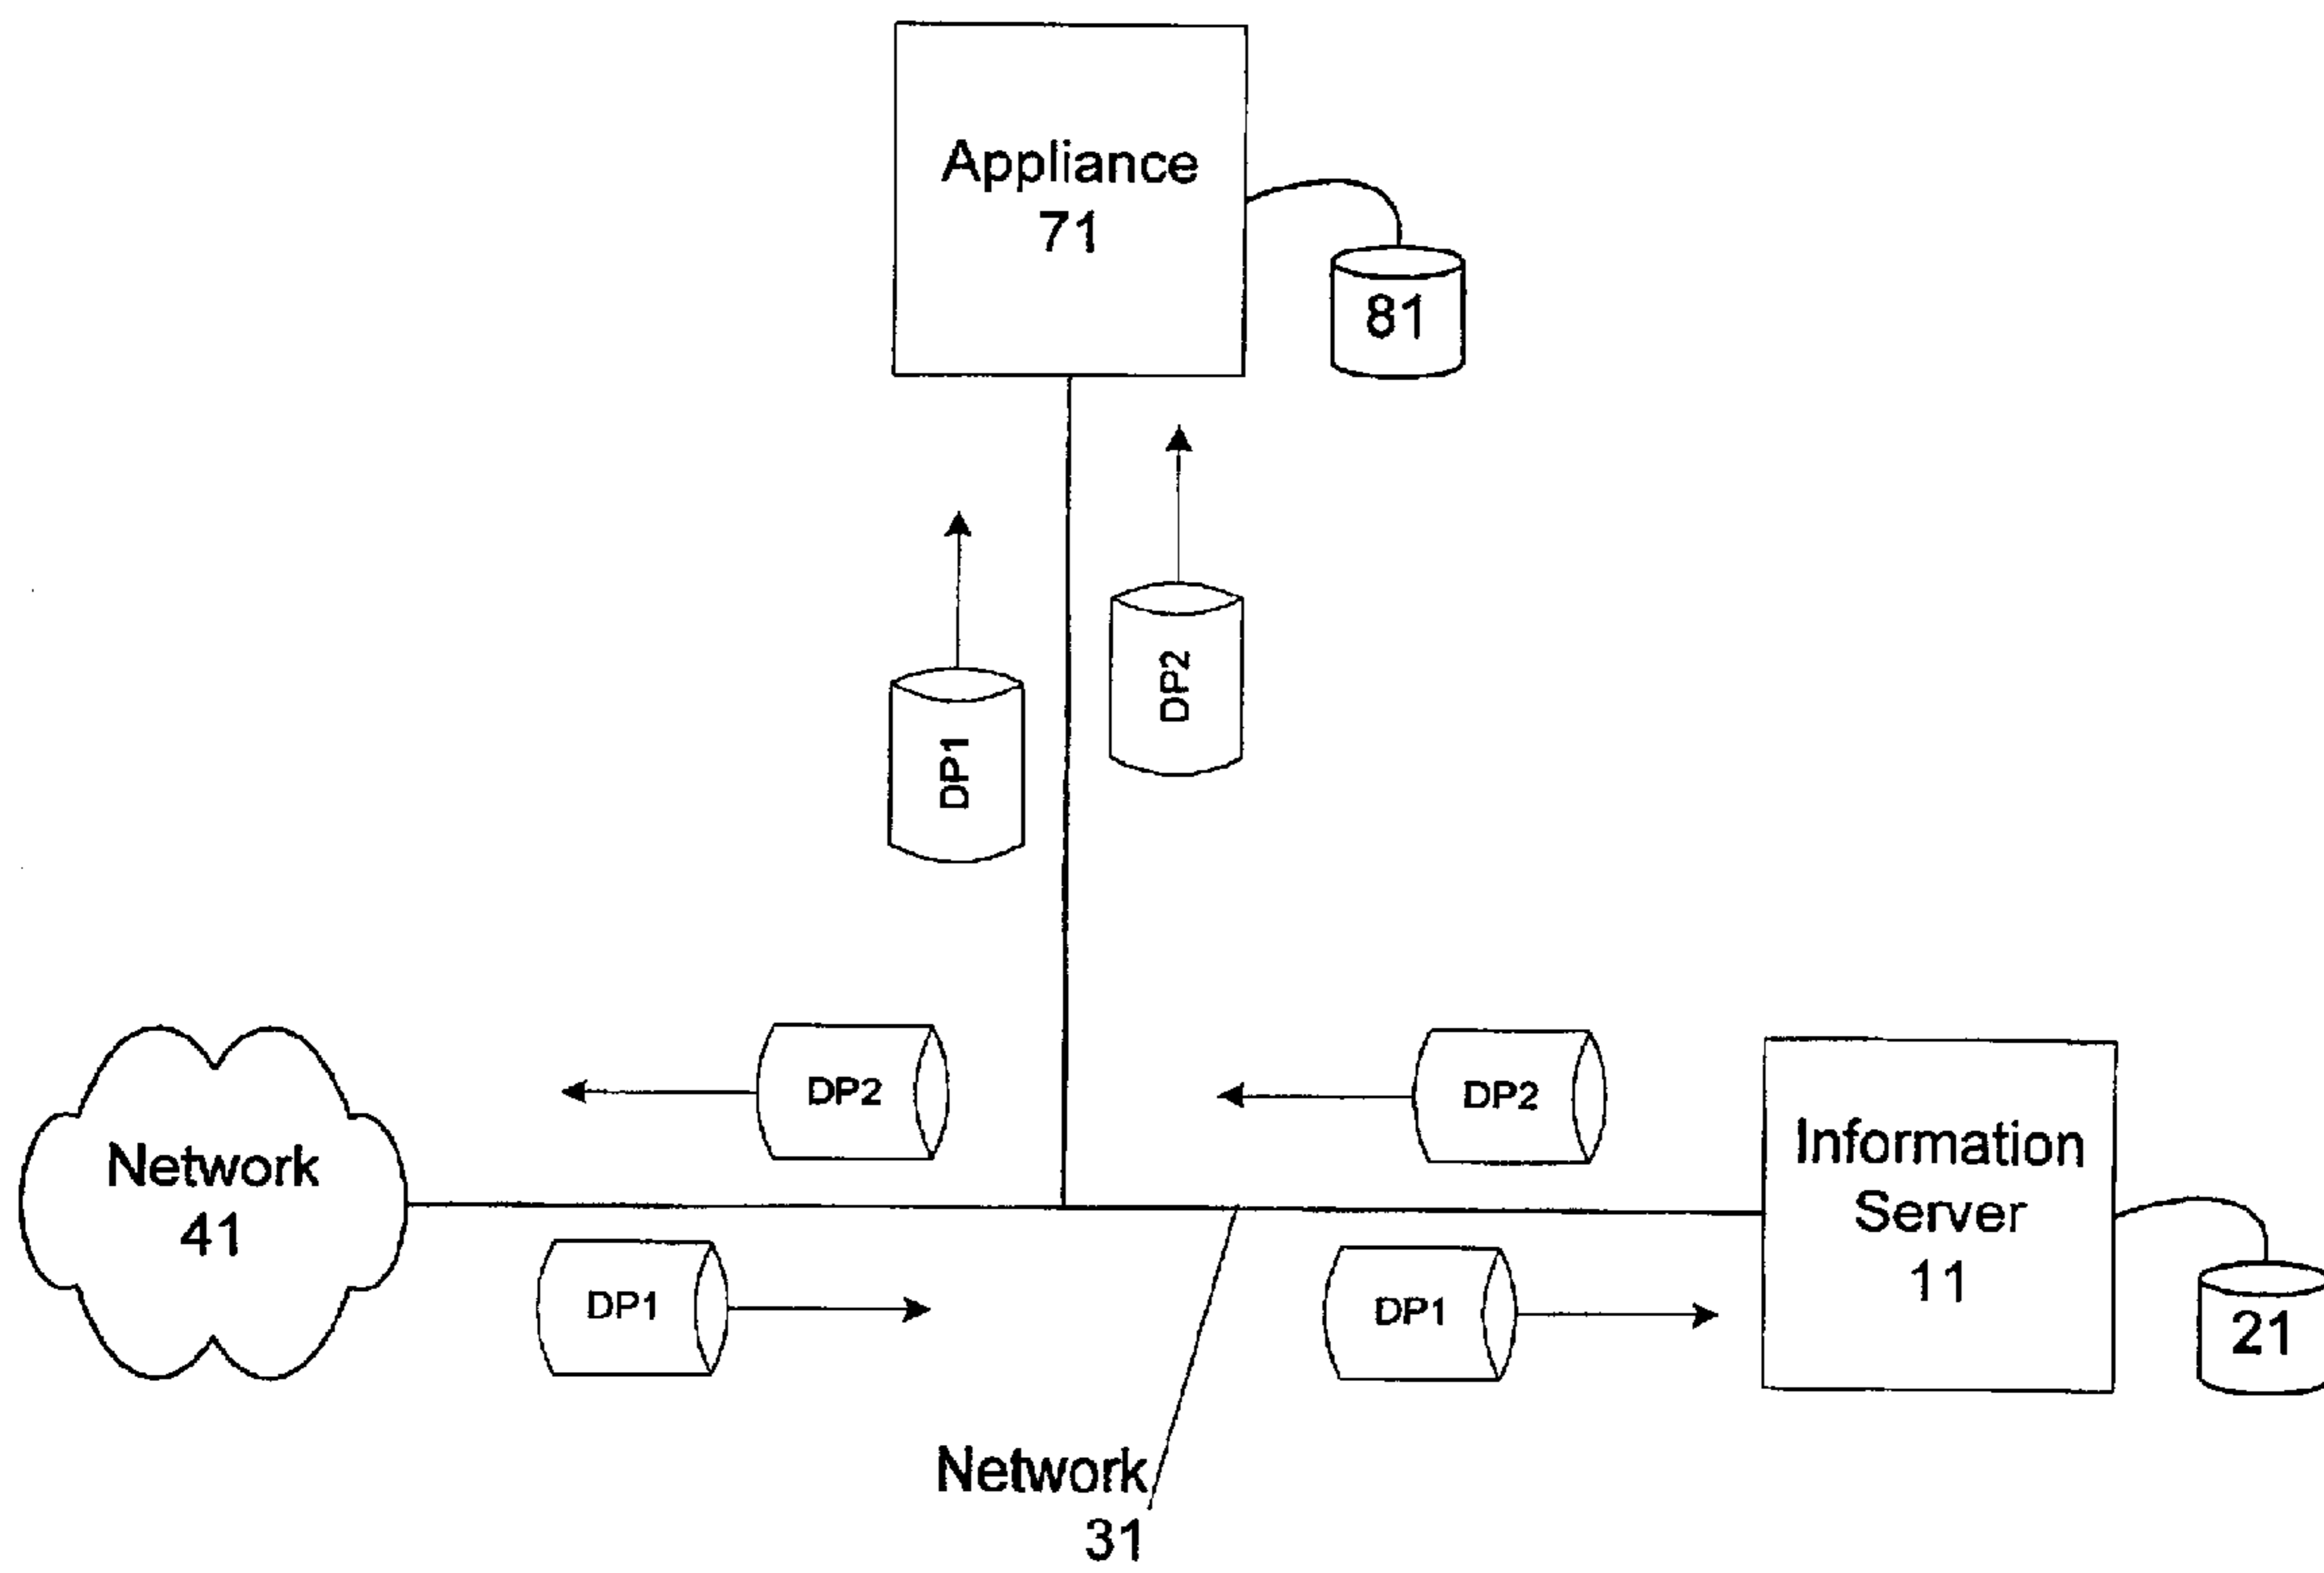 Appliance
71
81
DP2
DP1
DP2
DP2
Network
41
Information
Server
11
DP1
DP1
21
Network
31